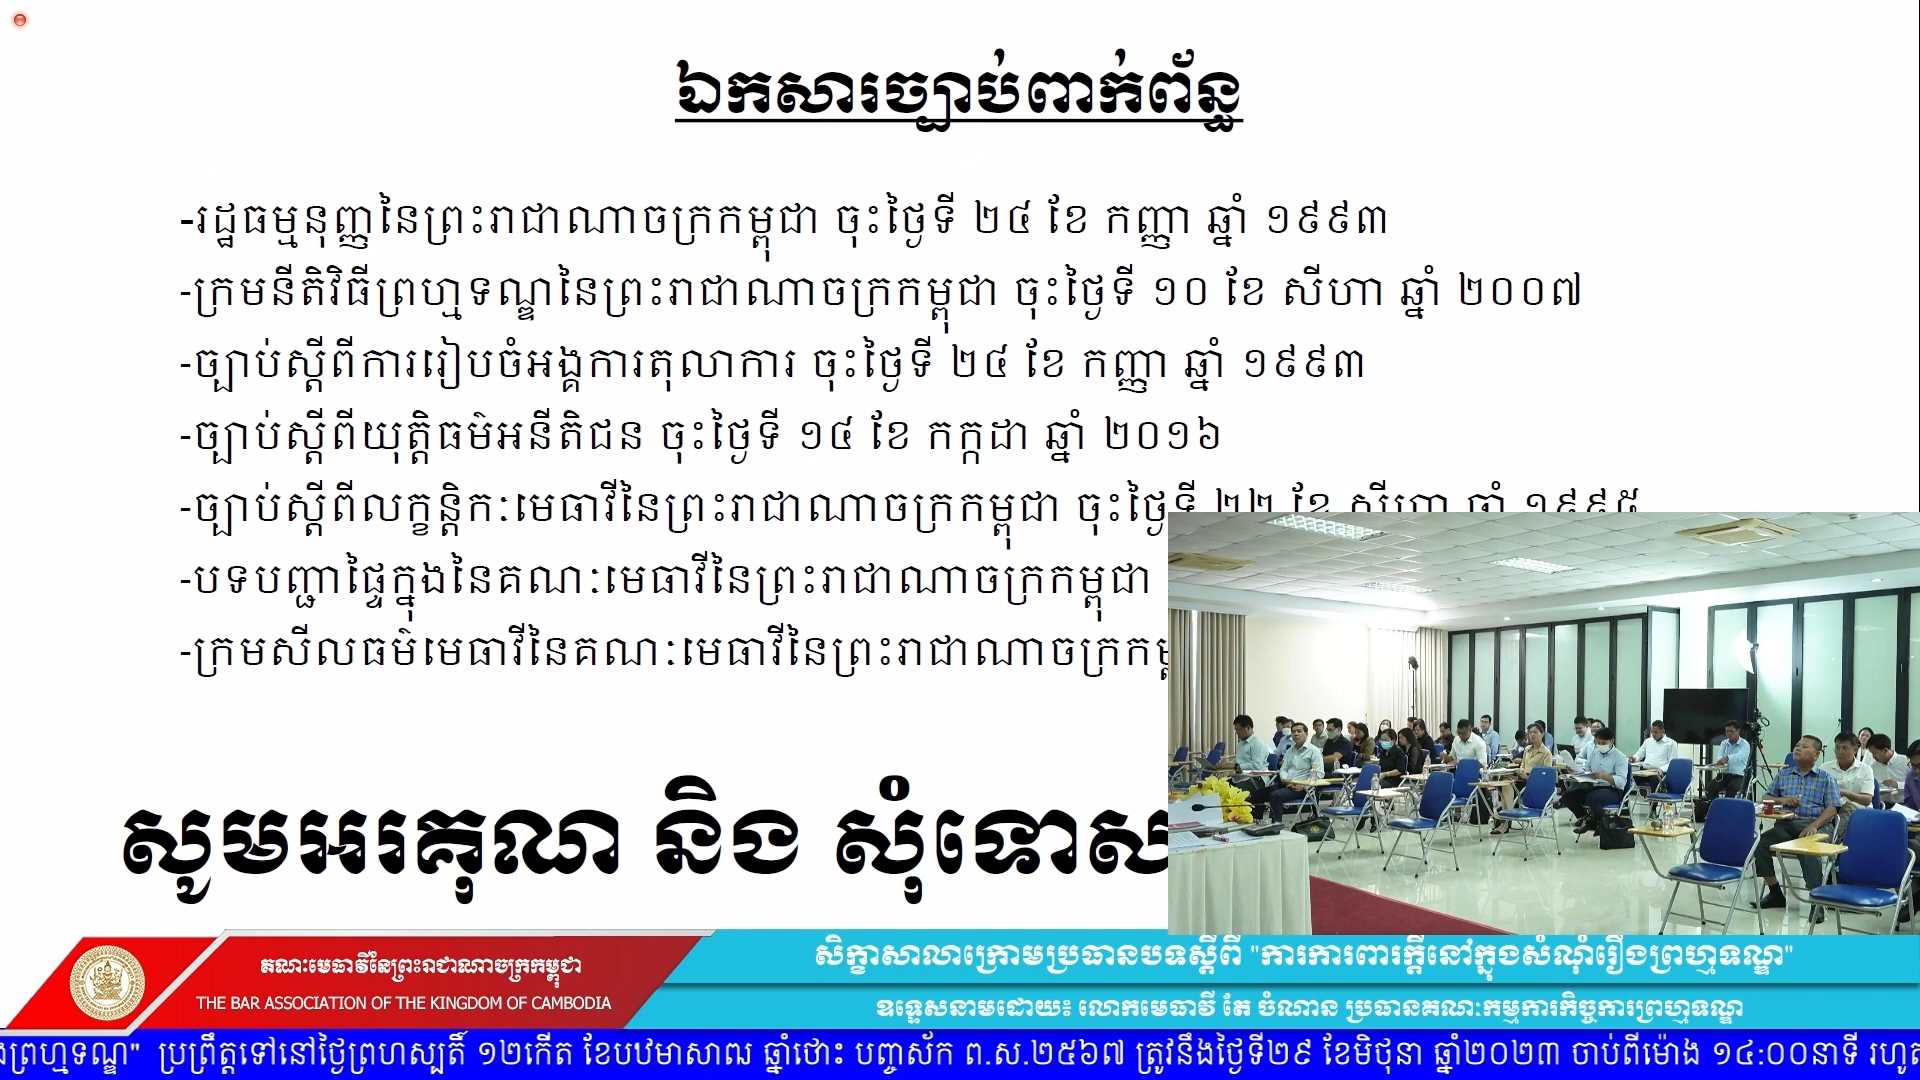 ឯកសារច្បាប់ពាក់ព័ន្ធ
-រដ្ឋធម្មនុញ្ញនៃព្រះរាជាណាចក្រកម្ពុជា ចុះថ្ងៃទី ២៤ ខែ កញ្ញា ឆ្នាំ ១៩៩៣
-ក្រមនីតិវិធីព្រហ្មទណ្ឌនៃព្រះរាជាណាចក្រកម្ពុជា ចុះថ្ងៃទី ១០ ខែ សីហា ឆ្នាំ ២០០៧
-ច្បាប់ស្តីពីការរៀបចំអង្គការតុលាការ ចុះថ្ងៃទី ២៤ ខែ កញ្ញា ឆ្នាំ ១៩៩៣
-ច្បាប់ស្តីពីយុត្តិធម៌អនីតិជន ចុះថ្ងៃទី ១៤ ខែ កក្កដា ឆ្នាំ ២០១៦
-ច្បាប់ស្តីពីលក្ខន្តិកៈមេធាវីនៃព្រះរាជាណាចក្រកម្ពុជា ចុះថ្ងៃទី ២២ ខែ សីហា ឆ្នាំ ១៩៩៥
-បទបញ្ជាផ្ទៃក្នុងនៃគណៈមេធាវីនៃព្រះរាជាណាចក្រកម្ពុជា
-ក្រមសីលធម៌មេធាវីនៃគណៈមេធាវីនៃព្រះរាជាណាចក្រកម្ព
សូមអរគុណ និង សុំទោស
គណៈមេធាវីនៃព្រះរាជាណាចក្រកម្ពុជា
THE BAR ASSOCIATION OF THE KINGDOM OF CAMBODIA
សិក្ខាសាលាក្រោមប្រធានបទស្តីពី "ការការពារក្តីនៅក្នុងសំណុំរឿងព្រហ្មទណ្ឌ"
ឧទ្ទេសនាមដោយ៖ លោកមេធាវី តែ ចំណាន ប្រធានគណៈកម្មការកិច្ចការព្រហ្មទណ្ឌ
ងព្រហ្មទណ្ឌ" ប្រព្រឹត្តទៅនៅថ្ងៃព្រហស្បតិ៍ ១២កើត ខែបឋមាសាឍ ឆ្នាំថោះ បញ្ចស័ក ព.ស.២៥៦៧ ត្រូវនឹងថ្ងៃទី២៩ ខែមិថុនា ឆ្នាំ២០២៣ ចាប់ពីម៉ោង ១៤:០០នាទី រហូត